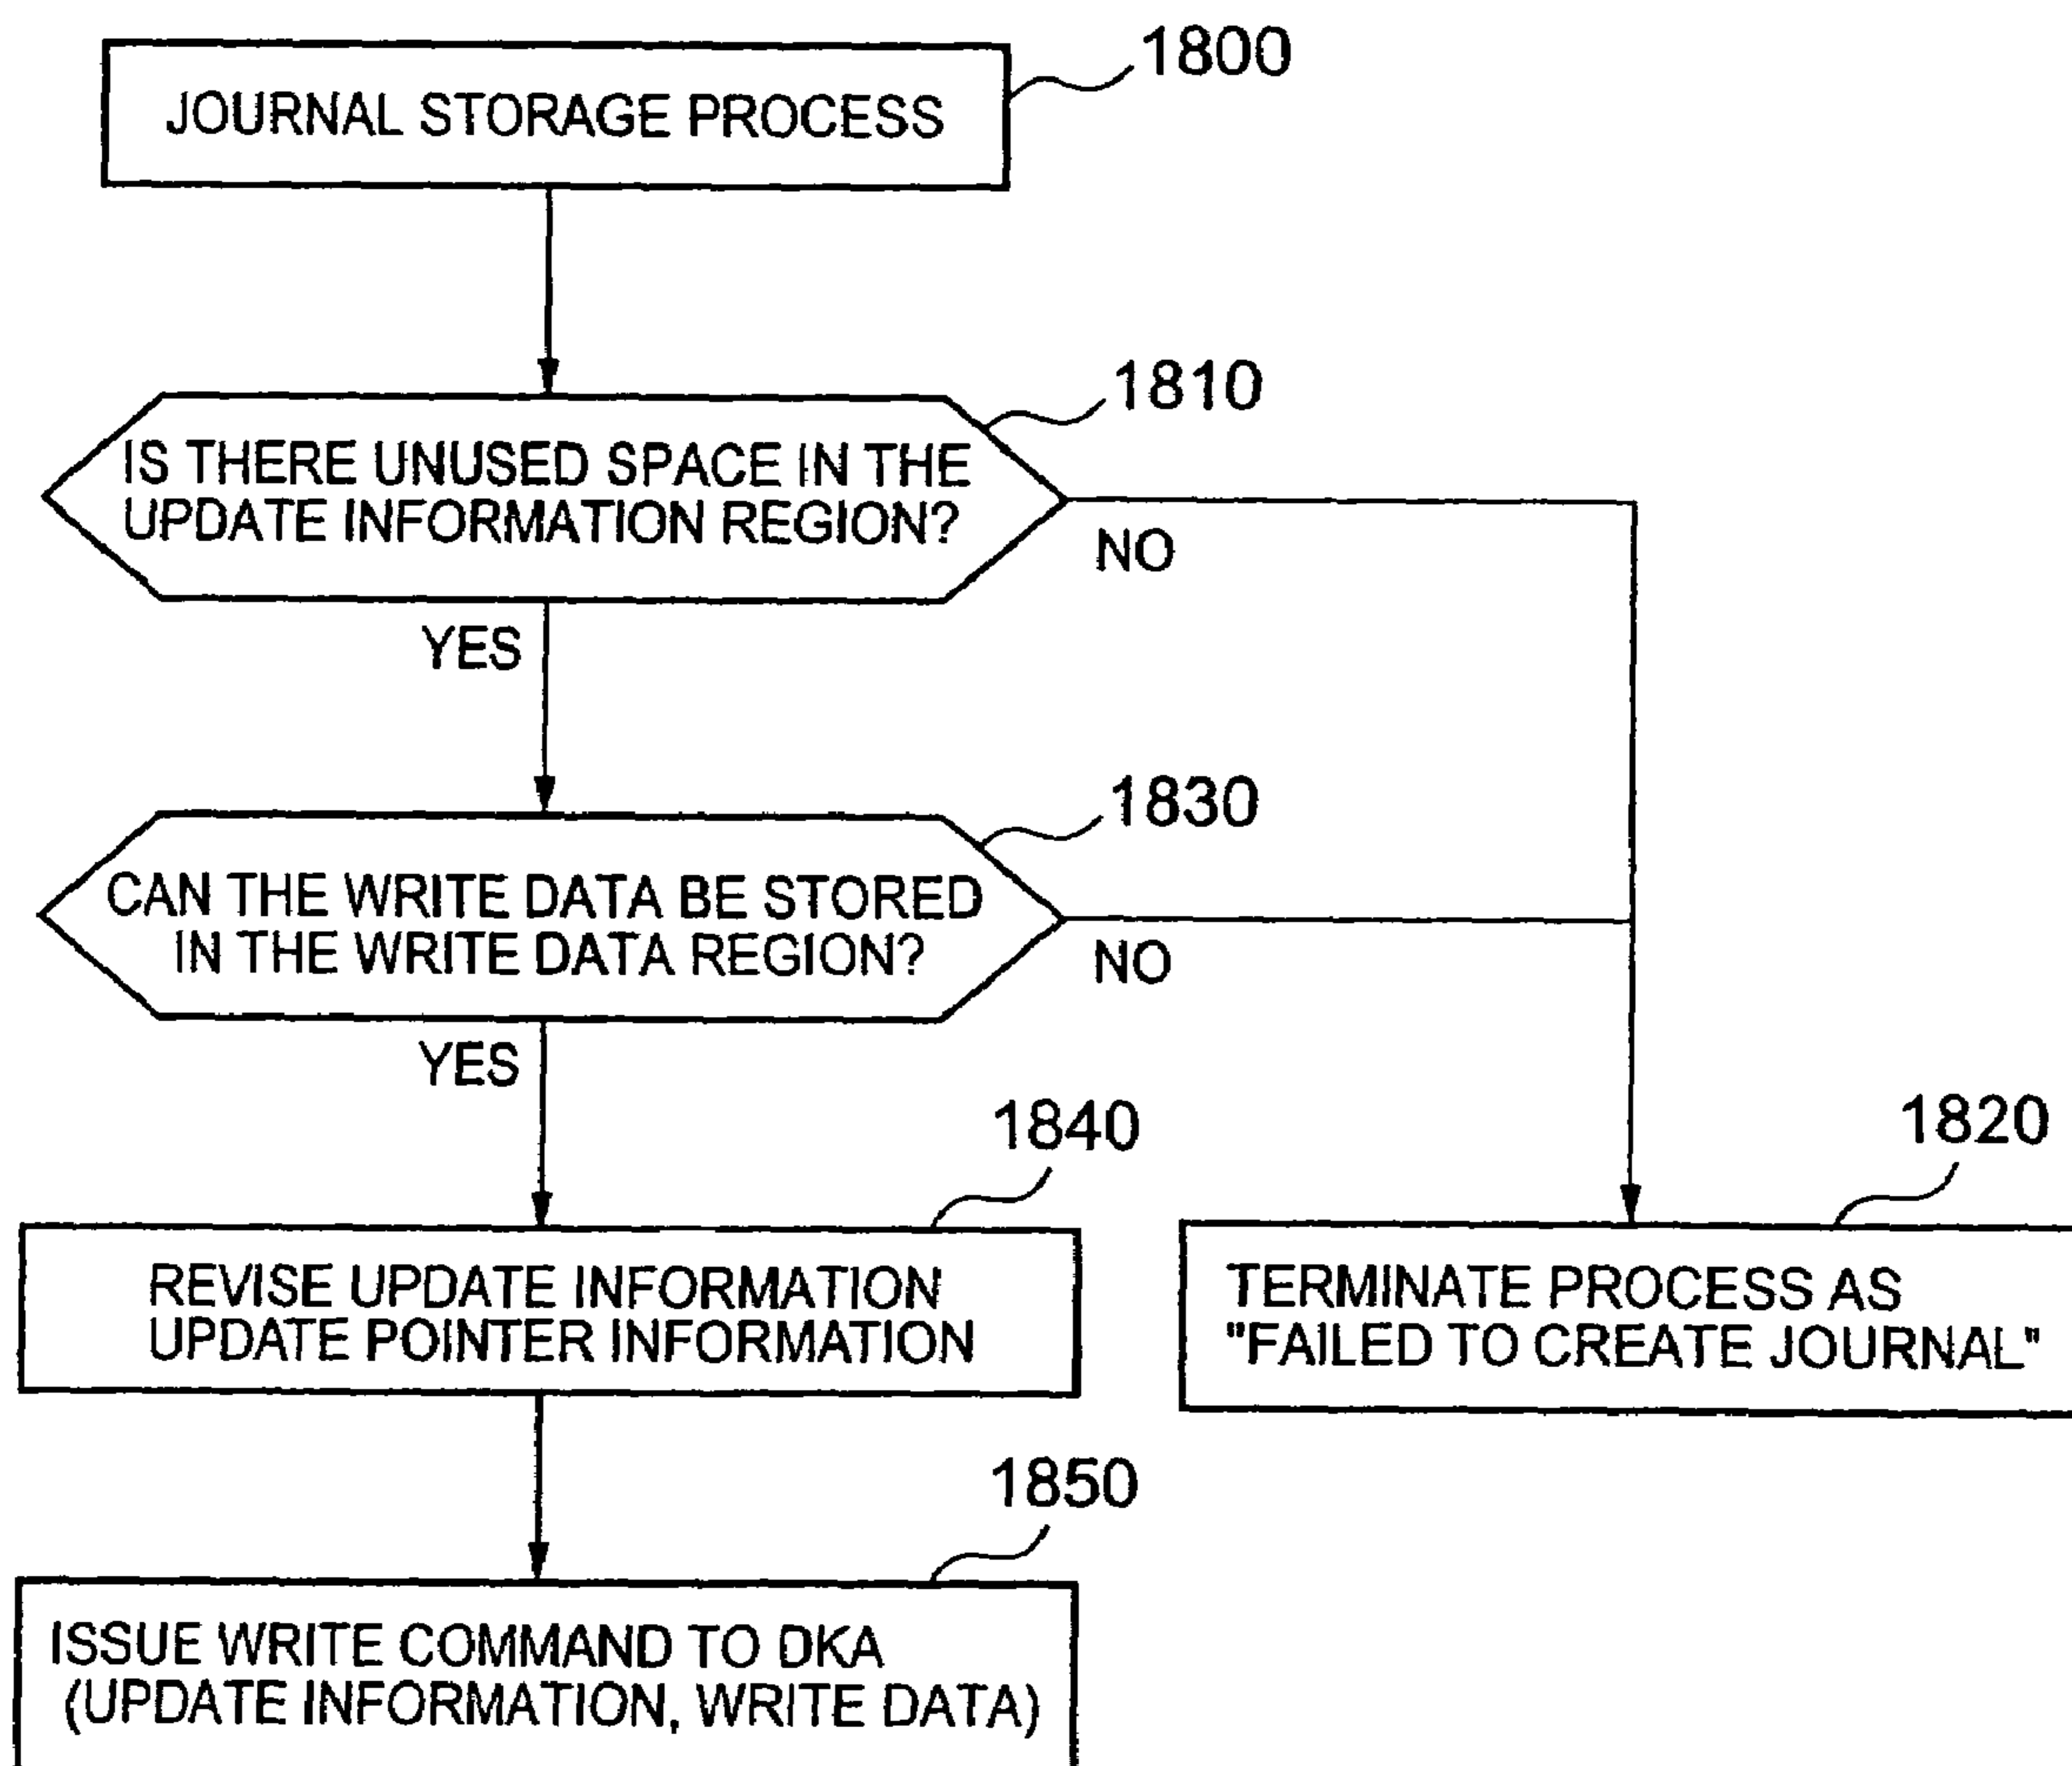 1800
JOURNAL STORAGE PROCESS
1810
IS THERE UNUSED SPACE IN THE
UPDATE INFORMATION REGION?
NO
YES
1830
CAN THE WRITE DATA BE STORED
IN THE WRITE DATA REGION?
NO
YES
1840
REVISE UPDATE INFORMATION
UPDATE POINTER INFORMATION
1820
TERMINATE PROCESS AS
"FAILED TO CREATE JOURNAL"
1850
ISSUE WRITE COMMAND TO DKA
(UPDATE INFORMATION, WRITE DATA)